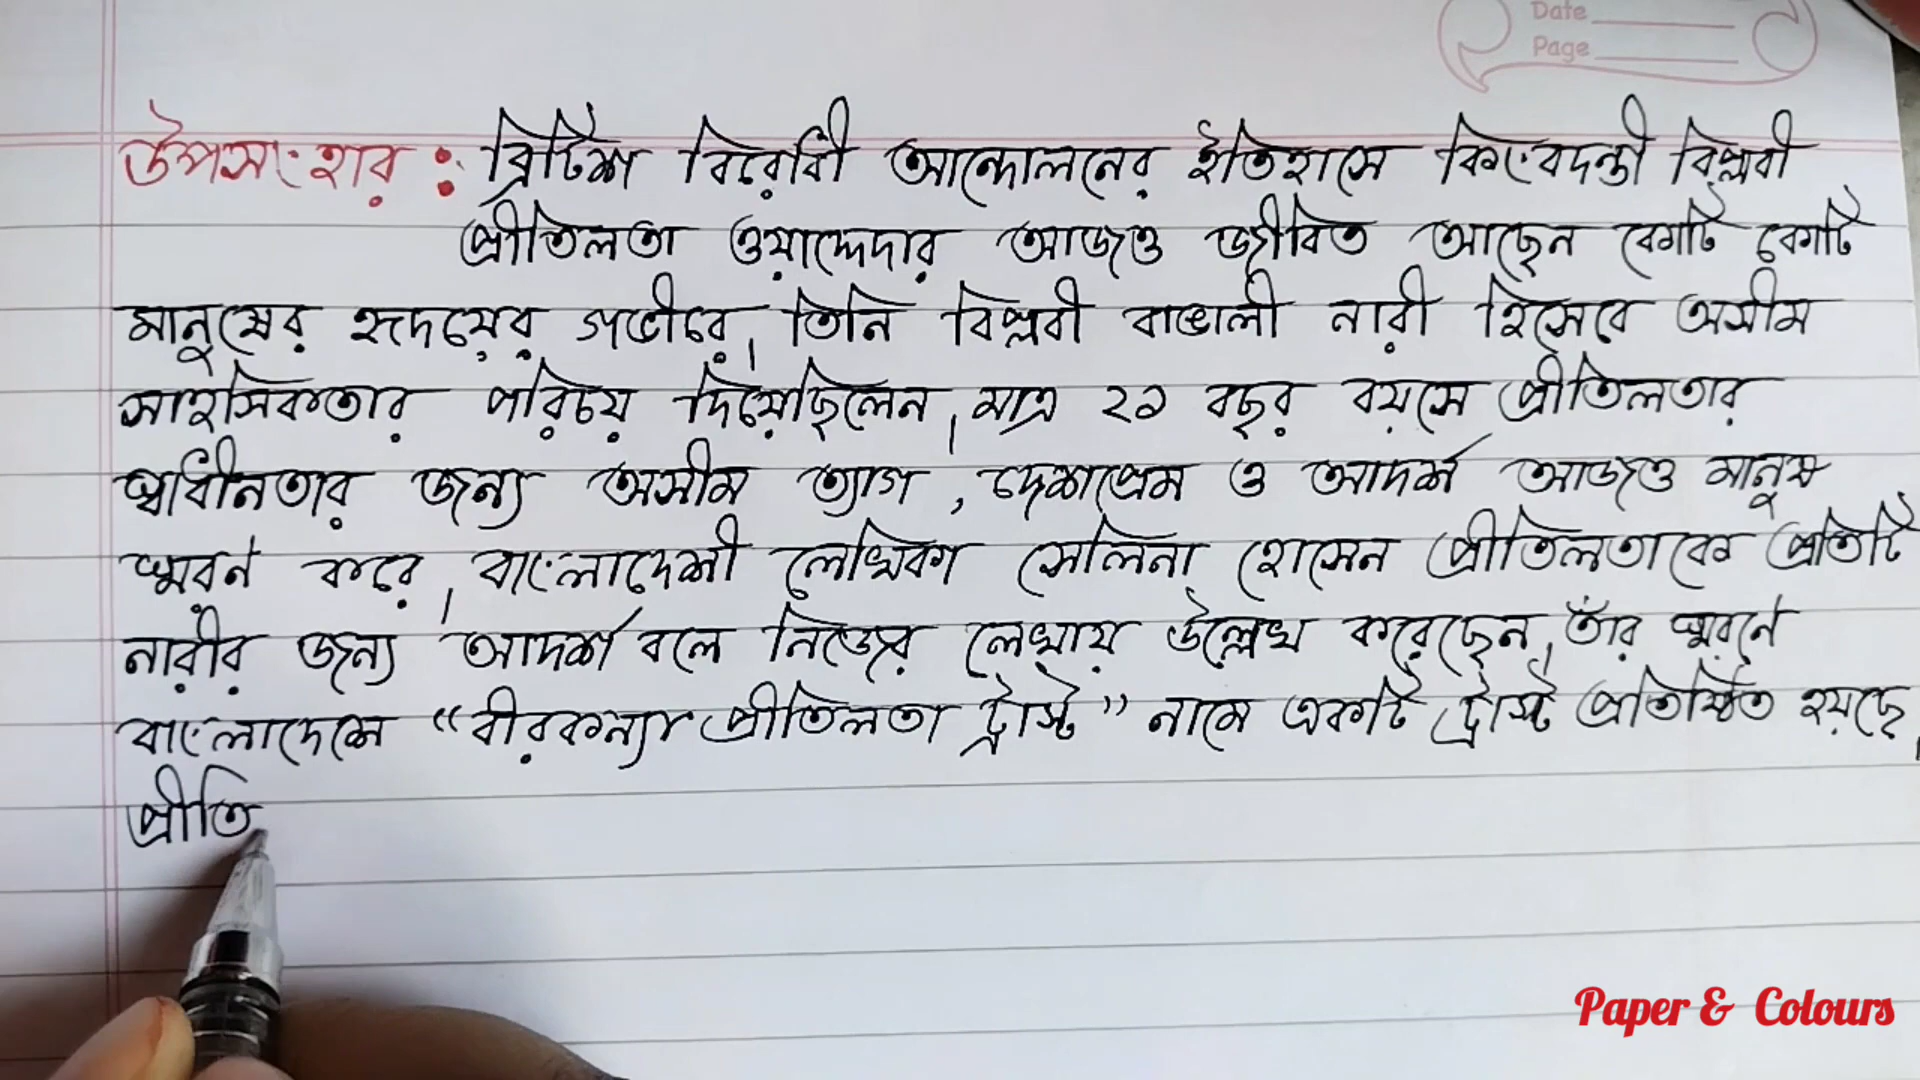 Date
Page
উপসংহার : ব্রিটিশ বিরোধী আন্দোলনের ইতিহাসে কিংবদন্তী বিপ্লবী
প্রীতিলতা ওয়াদ্দেদার আজও জীবিত আছেন কোটি কোটি
মানুষের হৃদয়ের গভীরে। তিনি বিপ্লবী বাঙালী নারী হিসেবে অসীম
সাহসিকতার পরিচয় দিয়েছিলেন। মাত্র ২১ বছর বয়সে প্রীতিলতার
স্বাধীনতার জন্য অসীম ত্যাগ, দেশপ্রেম ও আদর্শ আজও মানুষ
স্মরণ করে। বাংলাদেশী লেখিকা সেলিনা হোসেন প্রীতিলতাকে প্রতিটি
নারীর জন্য আদর্শ বলে নিজের লেখায় উল্লেখ করেছেন। তাঁর স্মরণে
বাংলাদেশে “বীরকন্যা প্রীতিলতা ট্রাস্ট” নামে একটি ট্রাস্ট প্রতিষ্ঠিত হয়ছে।
প্রীতি
Paper & Colours